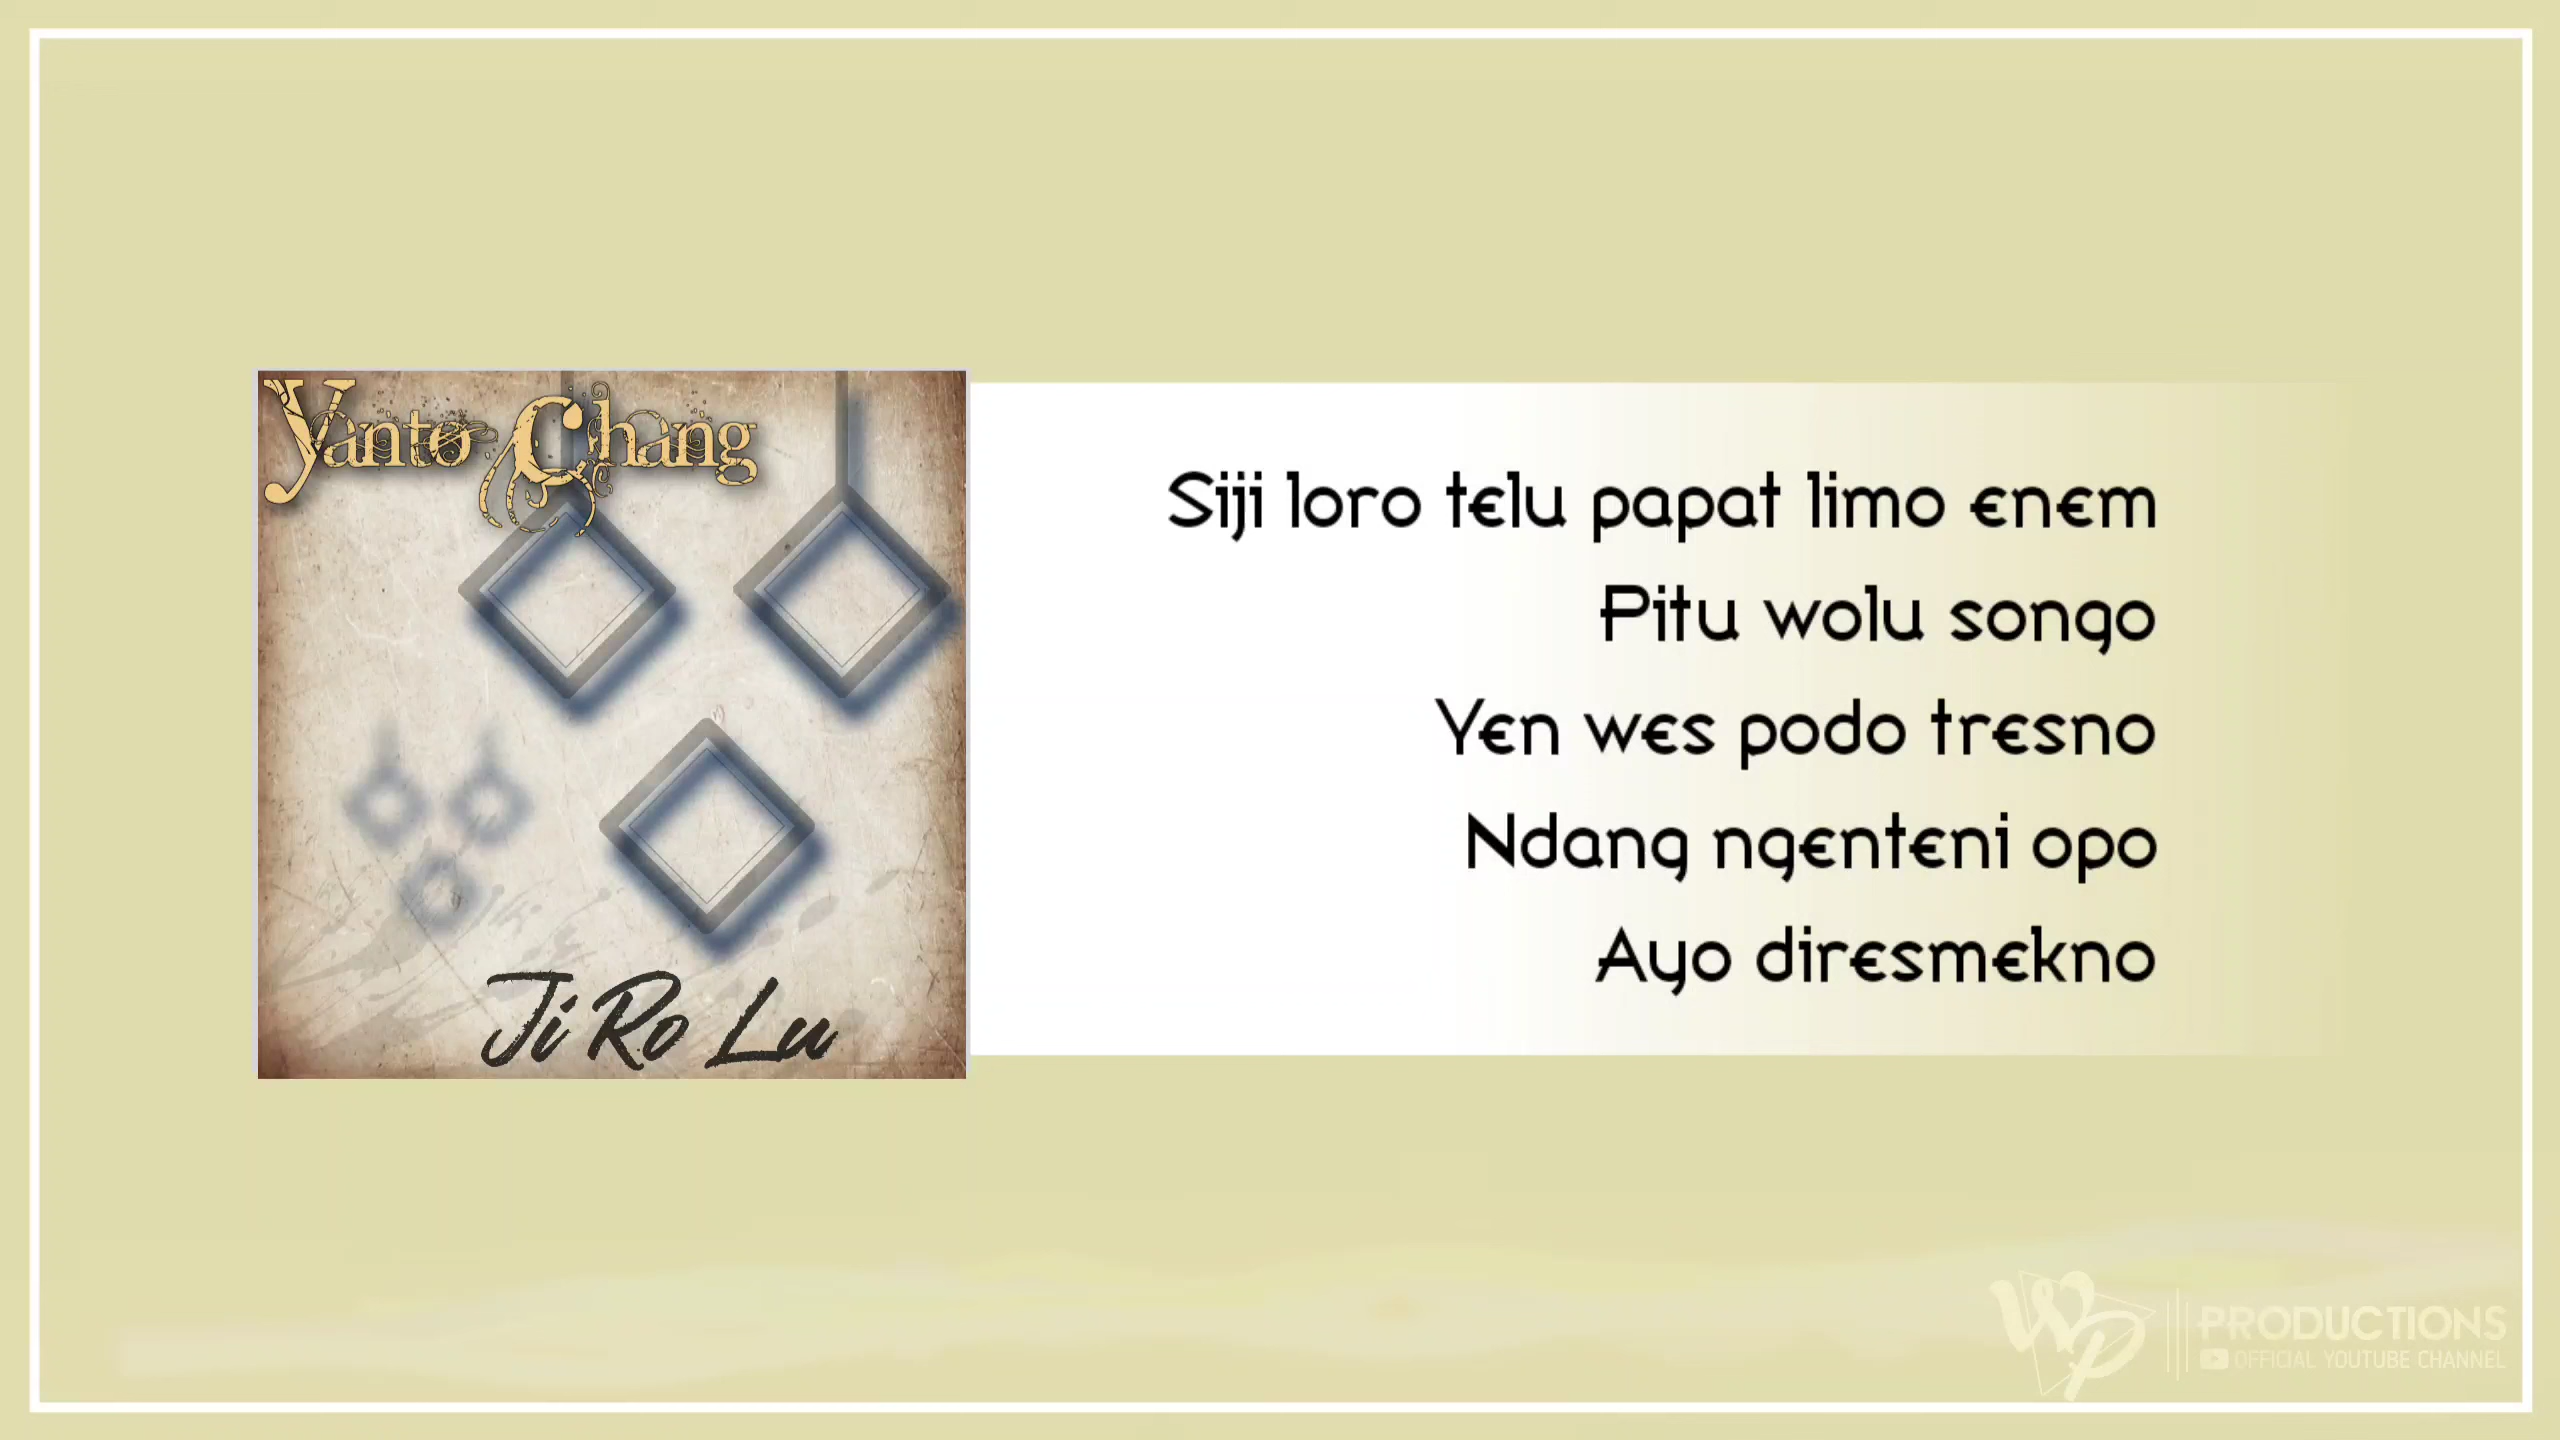 Yanto Chang
Ji Ro Lu
Siji loro telu papat limo enem
Pitu wolu songo
Yen wes podo tresno
Ndang ngenteni opo
Ayo diresmekno
WP PRODUCTIONS
OFFICIAL YOUTUBE CHANNEL